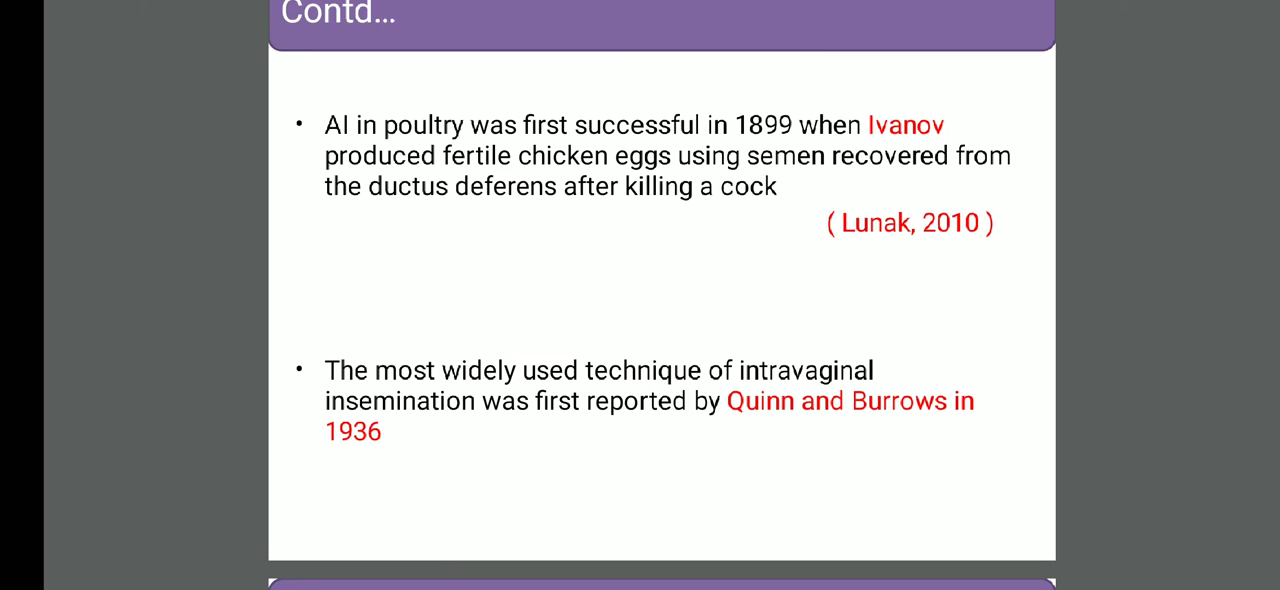 Contd...
• AI in poultry was first successful in 1899 when Ivanov
produced fertile chicken eggs using semen recovered from
the ductus deferens after killing a cock
( Lunak, 2010 )
• The most widely used technique of intravaginal
insemination was first reported by Quinn and Burrows in
1936